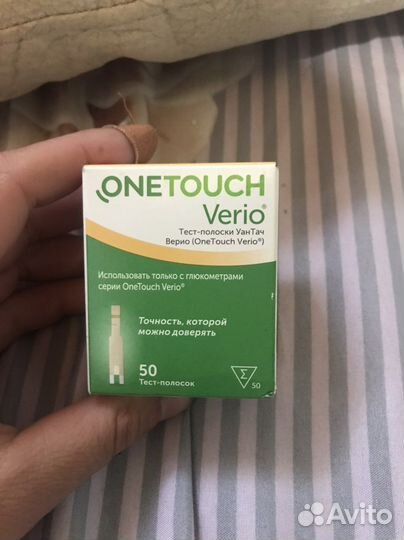 ONETOUCH
Verio®
Тест-полоски УанТач
Верио (OneTouch Verio®)
Использовать только с глюкометрами
серии OneTouch Verio®
Точность, которой
можно доверять
50
Тест-полосок
Σ
50
Avito